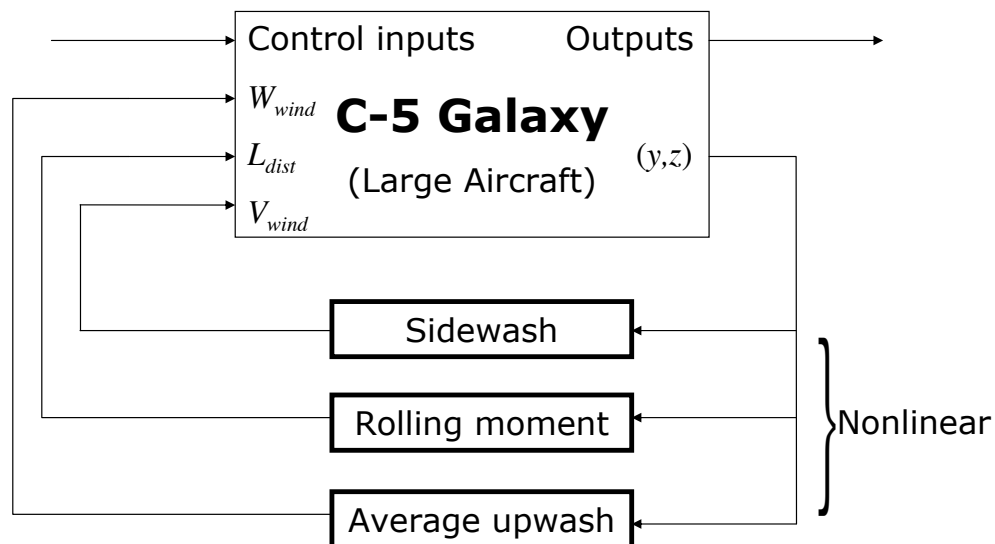 Control inputs Outputs
W_wind
C-5 Galaxy
L_dist (y,z)
(Large Aircraft)
V_wind
Sidewash
Rolling moment
Nonlinear
Average upwash